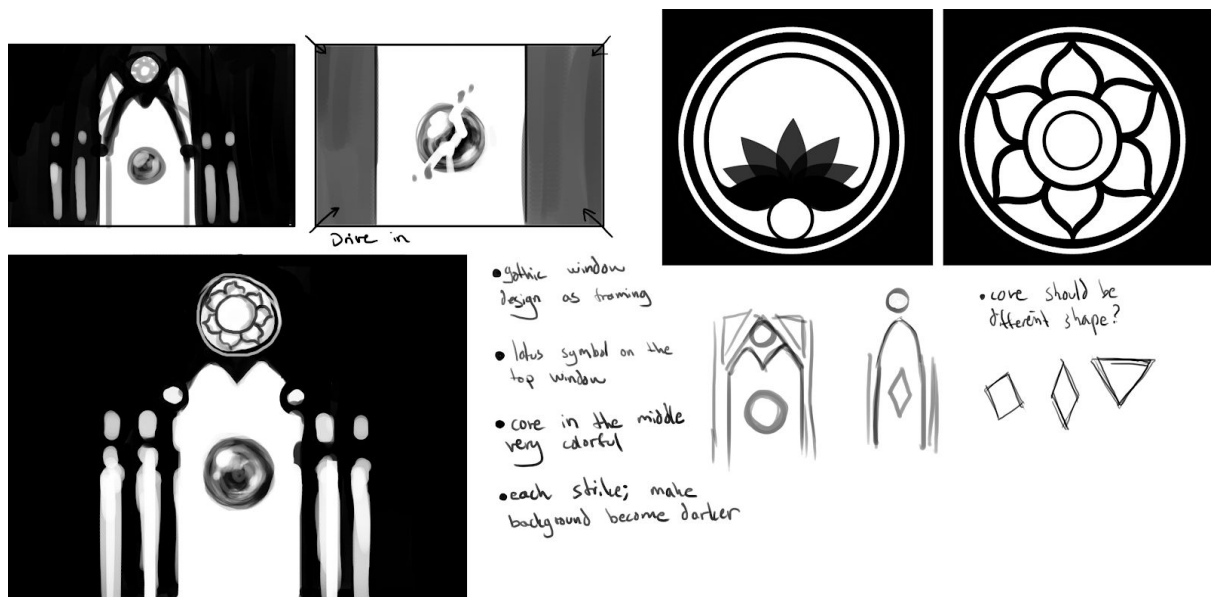 Drive in
• gothic window
design as framing
• lotus symbol on the
top window
• core in the middle
very colorful
• each strike; make
background become darker
• core should be
different shape?